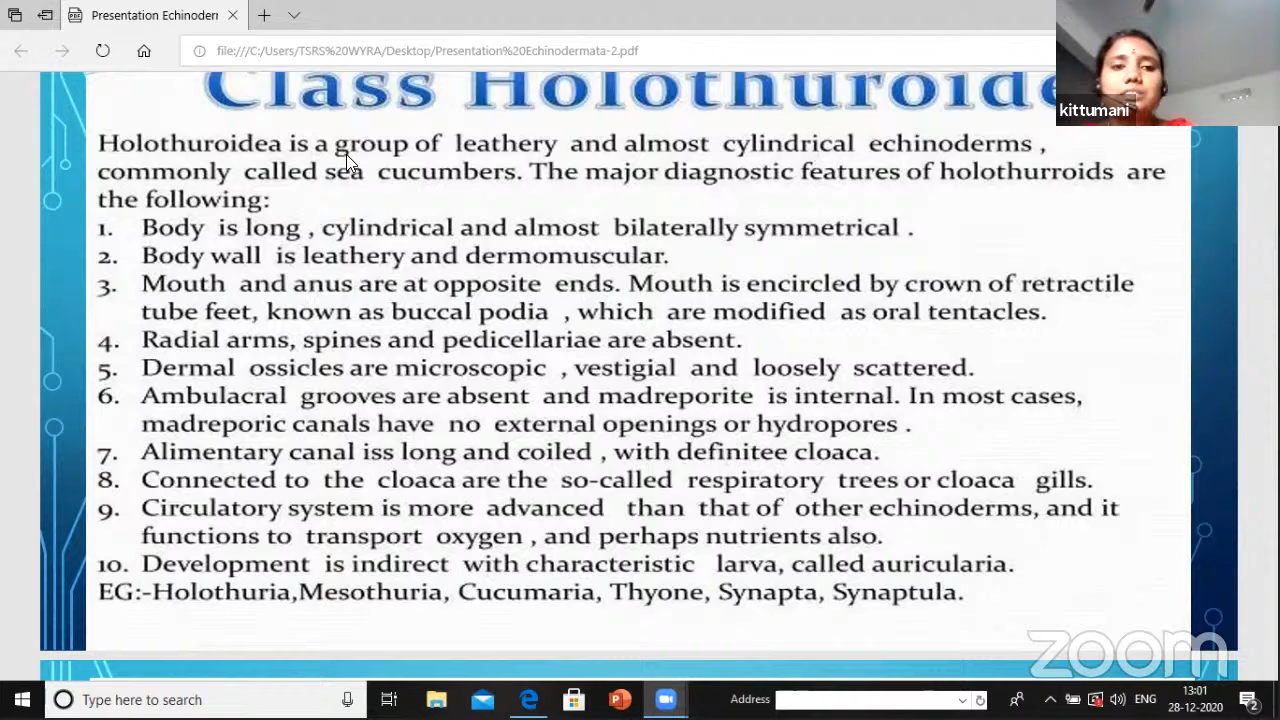 Presentation Echinoderm
file:///C:/Users/TSRS%20WYRA/Desktop/Presentation%20Echinodermata-2.pdf
kittumani
Class Holothuroide
Holothuroidea is a group of leathery and almost cylindrical echinoderms ,
commonly called sea cucumbers. The major diagnostic features of holothurroids are
the following:
1. Body is long , cylindrical and almost bilaterally symmetrical .
2. Body wall is leathery and dermomuscular.
3. Mouth and anus are at opposite ends. Mouth is encircled by crown of retractile
tube feet, known as buccal podia , which are modified as oral tentacles.
4. Radial arms, spines and pedicellariae are absent.
5. Dermal ossicles are microscopic , vestigial and loosely scattered.
6. Ambulacral grooves are absent and madreporite is internal. In most cases,
madreporic canals have no external openings or hydropores .
7. Alimentary canal iss long and coiled , with definitee cloaca.
8. Connected to the cloaca are the so-called respiratory trees or cloaca gills.
9. Circulatory system is more advanced than that of other echinoderms, and it
functions to transport oxygen , and perhaps nutrients also.
10. Development is indirect with characteristic larva, called auricularia.
EG:-Holothuria,Mesothuria, Cucumaria, Thyone, Synapta, Synaptula.
zoom
Type here to search
Address
ENG
13:01
28-12-2020
2